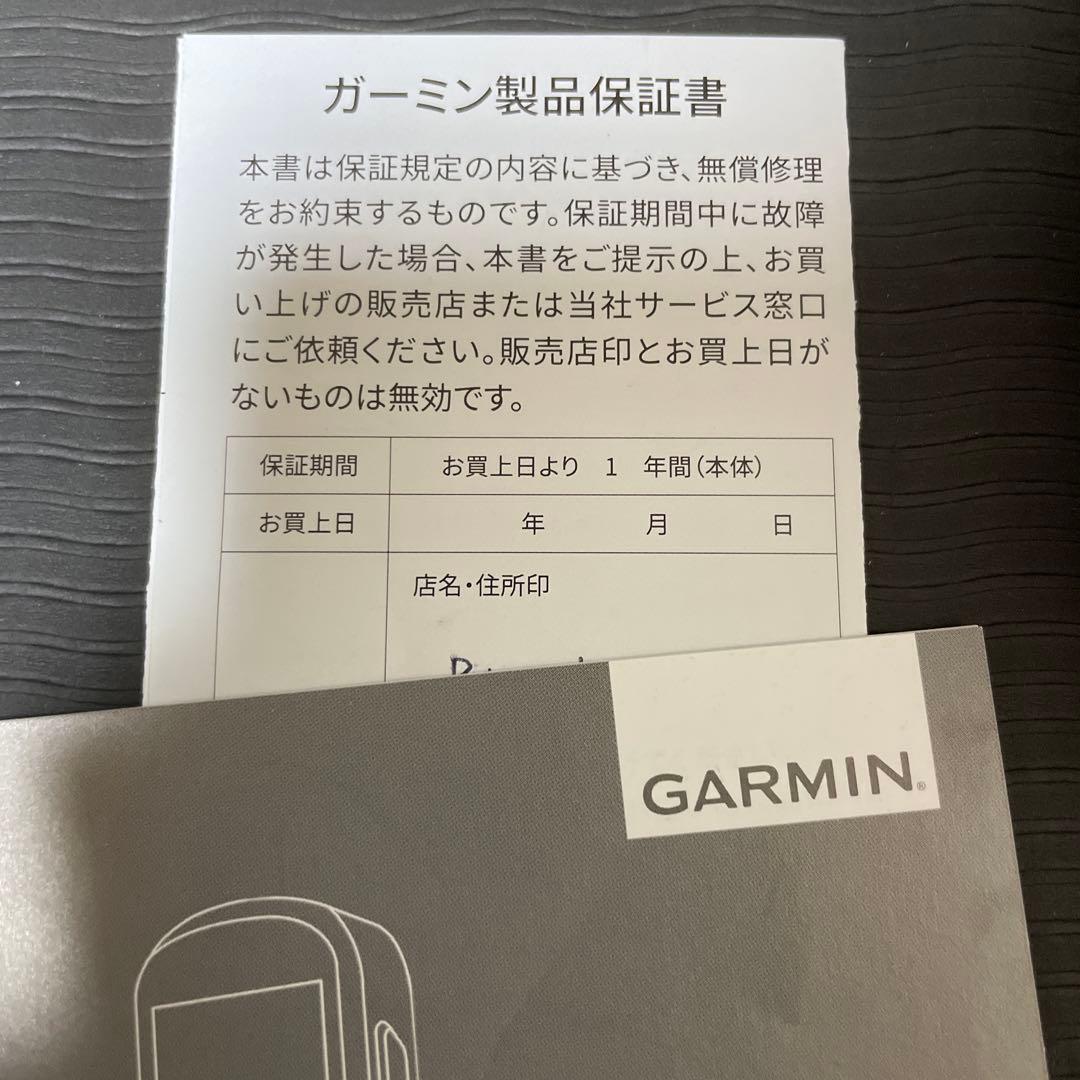 ガーミン製品保証書
本書は保証規定の内容に基づき、無償修理
をお約束するものです。保証期間中に故障
が発生した場合、本書をご提示の上、お買
い上げの販売店または当社サービス窓口
にご依頼ください。販売店印とお買上日が
ないものは無効です。
保証期間 お買上日より 1 年間(本体)
お買上日 年 月 日
店名・住所印
GARMIN®